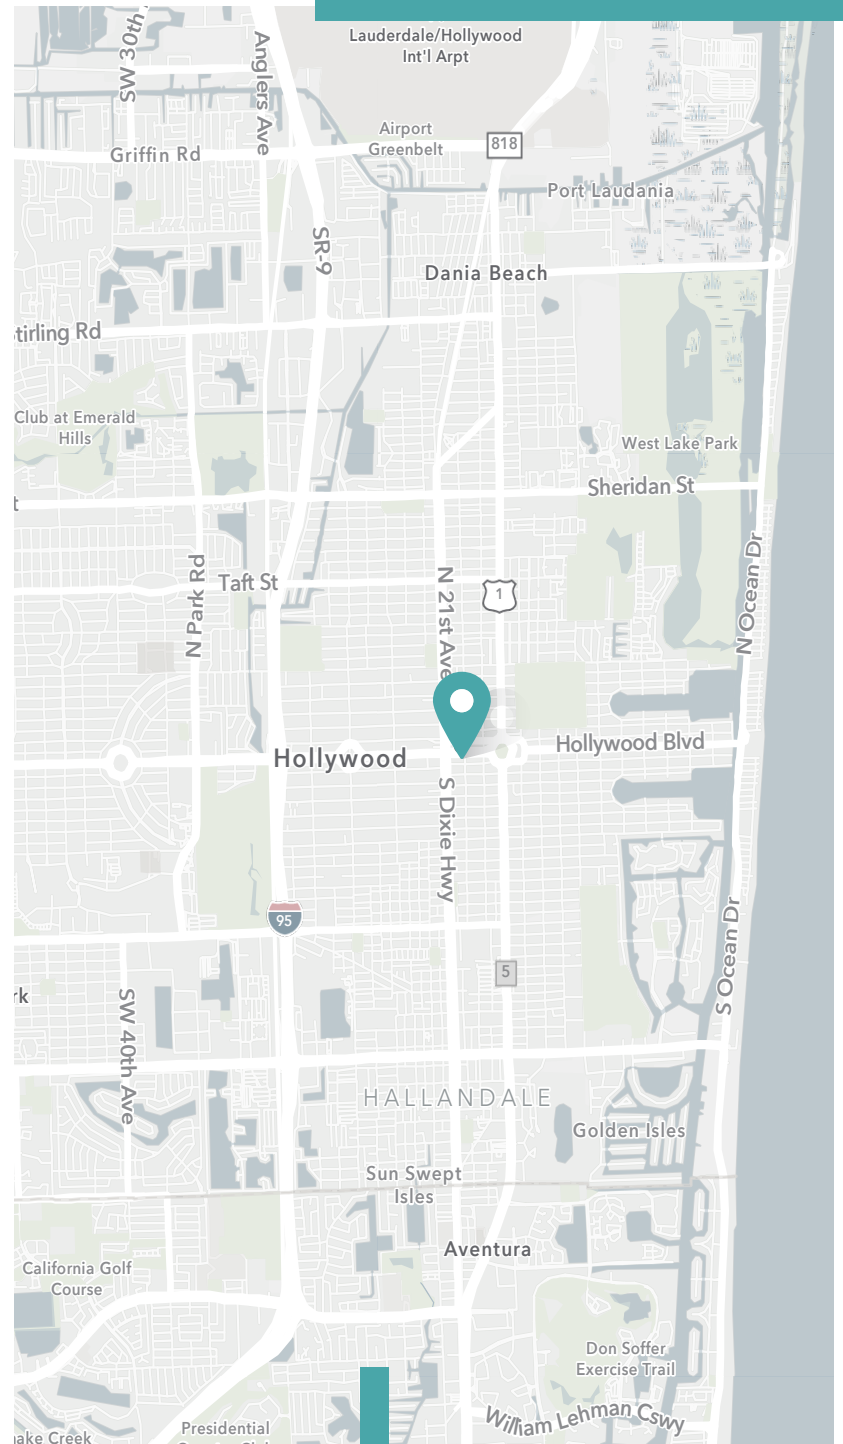 SW 30th
Anglers Ave
Lauderdale/Hollywood
Int'l Arpt
Airport
Greenbelt
818
Griffin Rd
Port Laudania
SR-9
Dania Beach
Stirling Rd
Club at Emerald
Hills
West Lake Park
Sheridan St
t
N Ocean Dr
N Park Rd
Taft St
N 21st Ave
1
Hollywood Blvd
Hollywood
S Dixie Hwy
95
S Ocean Dr
5
rk
SW 40th Ave
HALLANDALE
Golden Isles
Sun Swept
Isles
Aventura
California Golf
Course
Don Soffer
Exercise Trail
William Lehman Cswy
Presidential